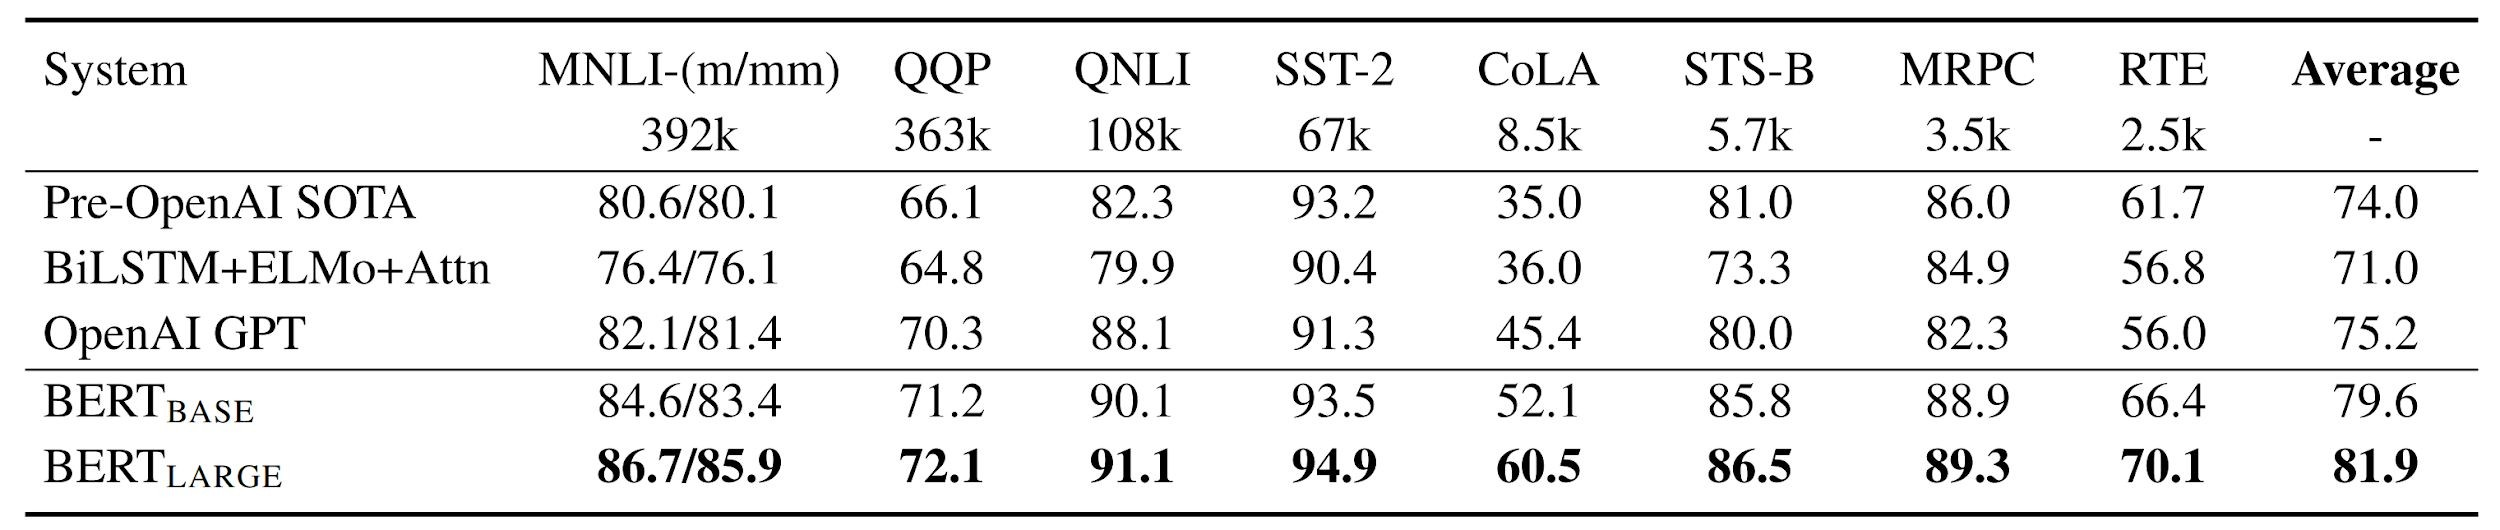 System MNLI-(m/mm) QQP QNLI SST-2 CoLA STS-B MRPC RTE Average
392k 363k 108k 67k 8.5k 5.7k 3.5k 2.5k -
Pre-OpenAI SOTA 80.6/80.1 66.1 82.3 93.2 35.0 81.0 86.0 61.7 74.0
BiLSTM+ELMo+Attn 76.4/76.1 64.8 79.9 90.4 36.0 73.3 84.9 56.8 71.0
OpenAI GPT 82.1/81.4 70.3 88.1 91.3 45.4 80.0 82.3 56.0 75.2
BERTBASE 84.6/83.4 71.2 90.1 93.5 52.1 85.8 88.9 66.4 79.6
BERTLARGE 86.7/85.9 72.1 91.1 94.9 60.5 86.5 89.3 70.1 81.9